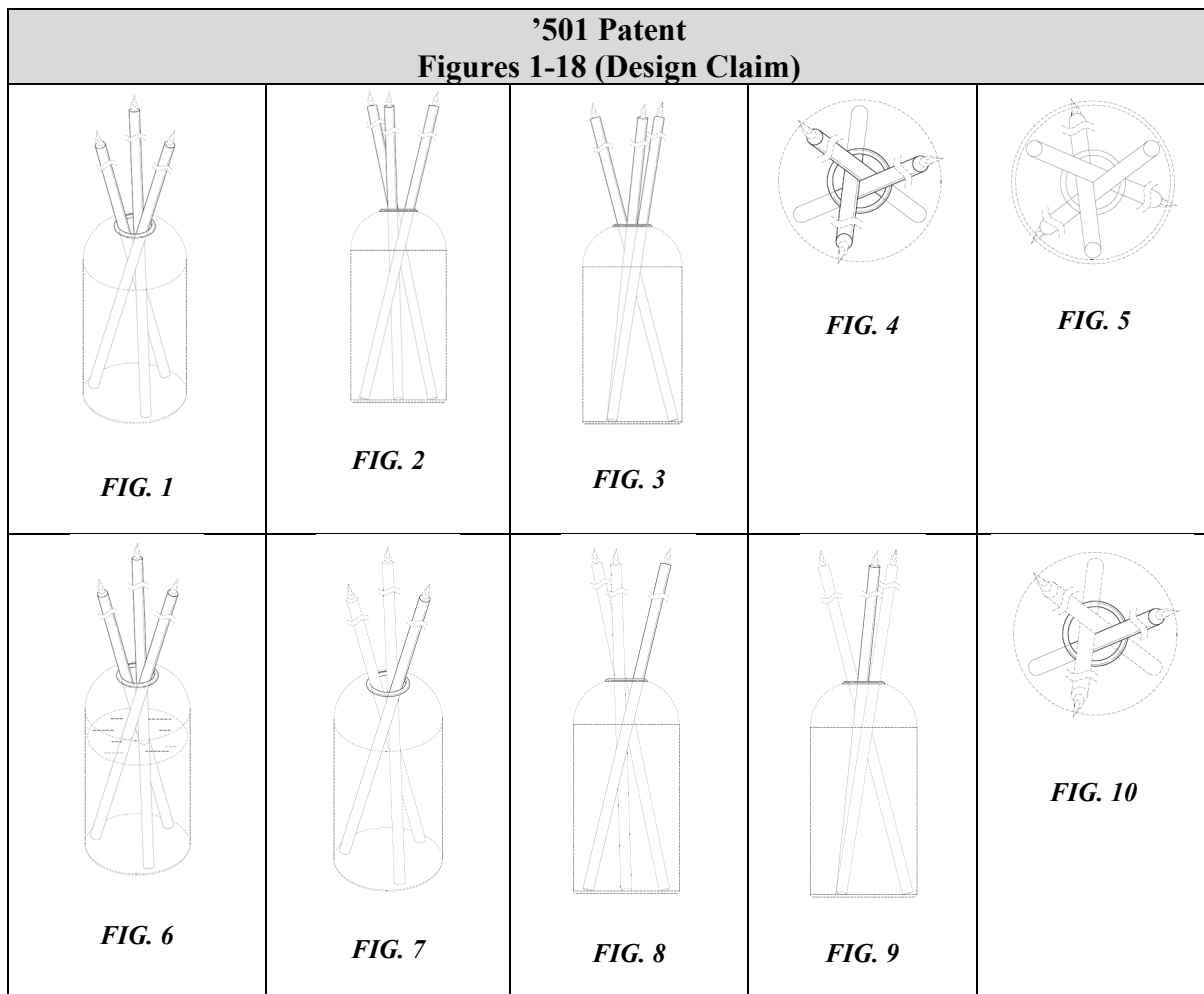 ’501 Patent
Figures 1-18 (Design Claim)
FIG. 1
FIG. 2
FIG. 3
FIG. 4
FIG. 5
FIG. 6
FIG. 7
FIG. 8
FIG. 9
FIG. 10